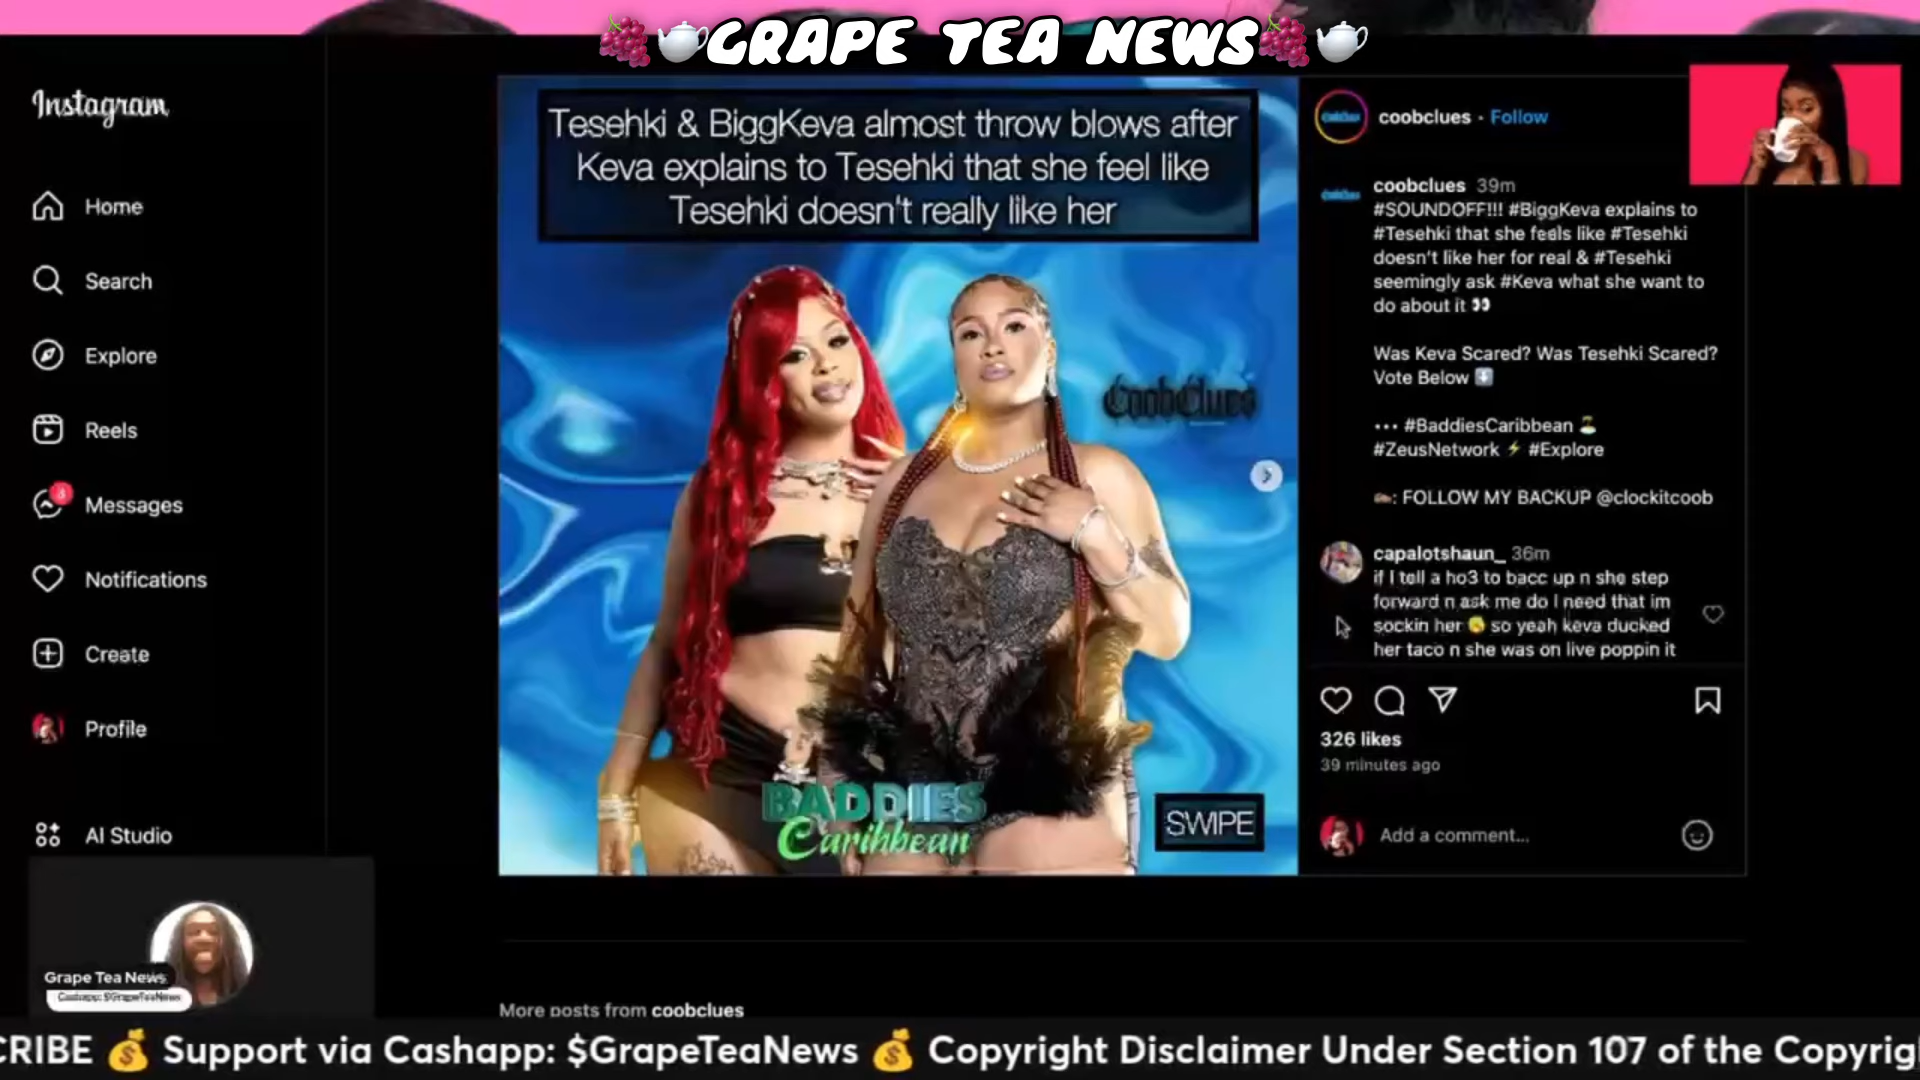 GRAPE TEA NEWS
Instagram
Home
Search
Explore
Reels
3
Messages
Notifications
Create
Profile
AI Studio
Tesehki & BiggKeva almost throw blows after
Keva explains to Tesehki that she feel like
Tesehki doesn't really like her
CoobClues
BADDIES
Caribbean
SWIPE
coobclues • Follow
coobclues 39m
#SOUNDOFF!!! #BiggKeva explains to
#Tesehki that she feels like #Tesehki
doesn't like her for real & #Tesehki
seemingly ask #Keva what she want to
do about it 👀
Was Keva Scared? Was Tesehki Scared?
Vote Below ⬇️
••• #BaddiesCaribbean 🏝️
#ZeusNetwork ⚡ #Explore
✍🏽: FOLLOW MY BACKUP @clockitcoob
capalotshaun_ 36m
if I tell a ho3 to bacc up n she step
forward n ask me do I need that im
sockin her 🤧 so yeah keva ducked
her taco n she was on live poppin it
326 likes
39 minutes ago
Add a comment...
Grape Tea News
Cashapp: $GrapeTeaNews
More posts from coobclues
CRIBE 💰 Support via Cashapp: $GrapeTeaNews 💰 Copyright Disclaimer Under Section 107 of the Copyrig